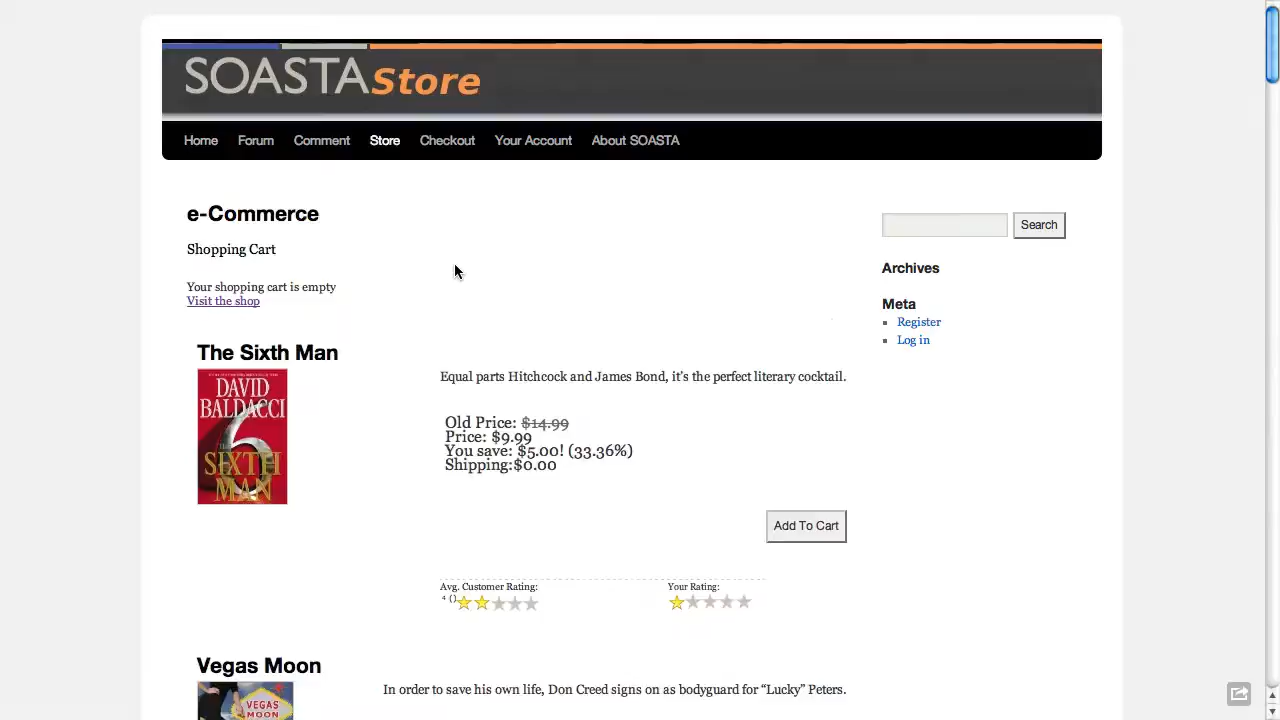 SOASTA Store
Home Forum Comment Store Checkout Your Account About SOASTA
e-Commerce
Shopping Cart
Your shopping cart is empty
Visit the shop
Search
Archives
Meta
Register
Log in
The Sixth Man
DAVID
BALDACCI
6
THE
SIXTH
MAN
Equal parts Hitchcock and James Bond, it's the perfect literary cocktail.
Old Price: $14.99
Price: $9.99
You save: $5.00! (33.36%)
Shipping:$0.00
Add To Cart
Avg. Customer Rating:
4 ()
Your Rating:
Vegas Moon
VEGAS
MOON
In order to save his own life, Don Creed signs on as bodyguard for “Lucky” Peters.